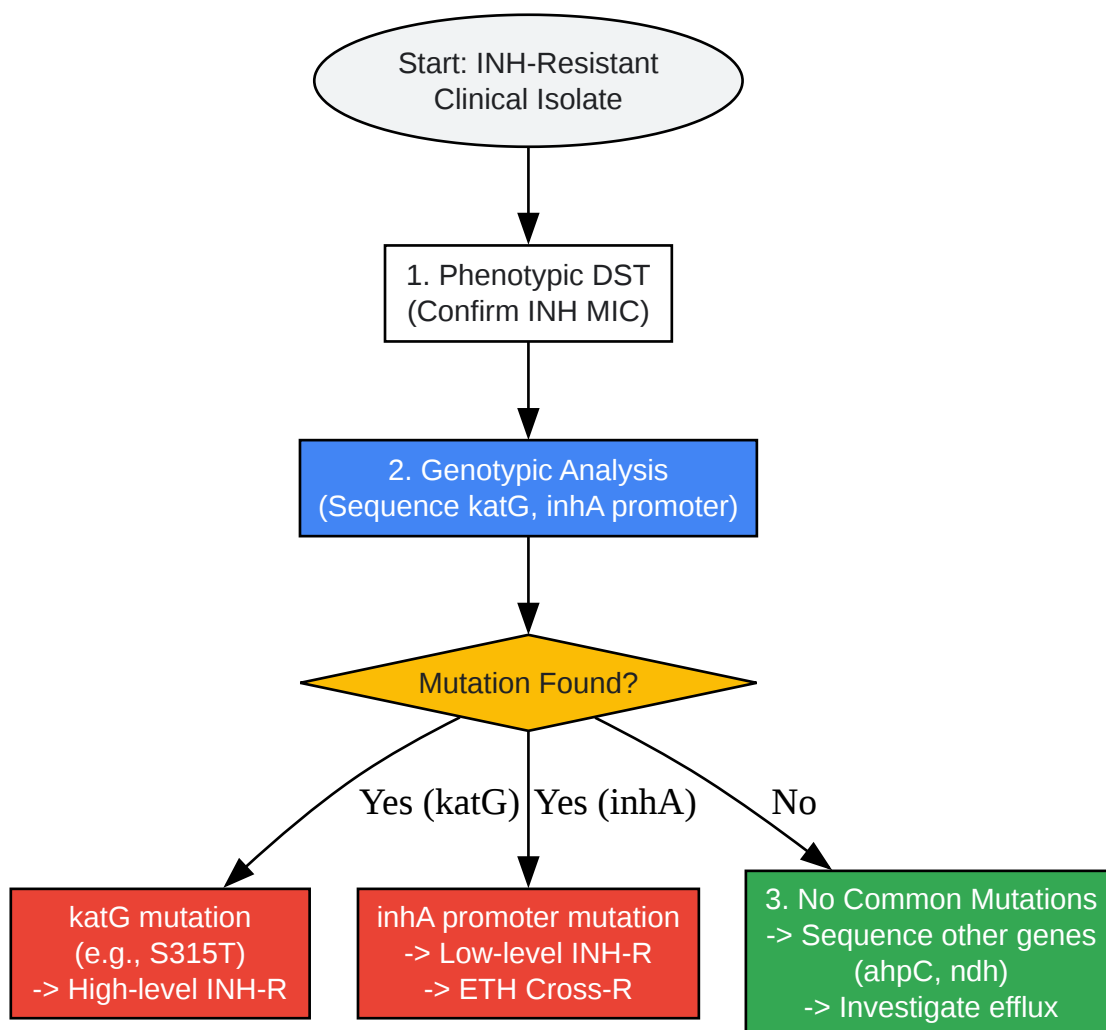 Start: INH-Resistant
Clinical Isolate
1. Phenotypic DST
(Confirm INH MIC)
2. Genotypic Analysis
(Sequence katG, inhA promoter)
Mutation Found?
Yes (katG)
Yes (inhA)
No
katG mutation
(e.g., S315T)
-> High-level INH-R
inhA promoter mutation
-> Low-level INH-R
-> ETH Cross-R
3. No Common Mutations
-> Sequence other genes
(ahpC, ndh)
-> Investigate efflux